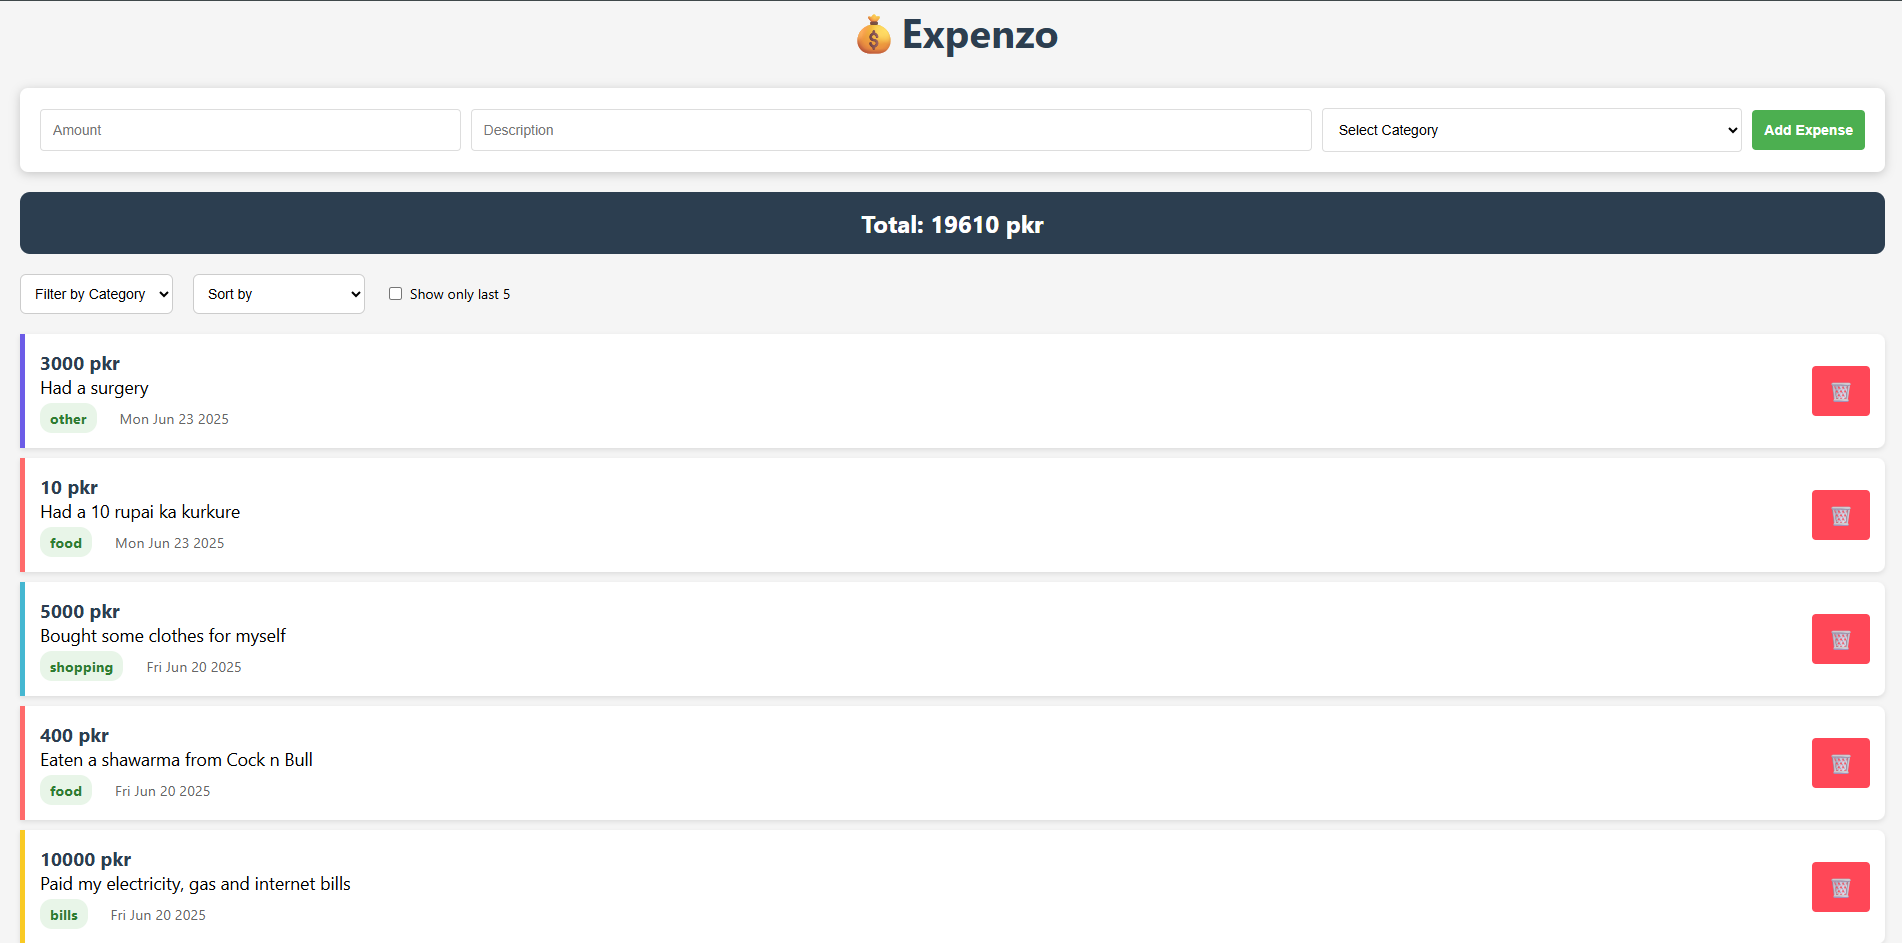 Expenzo
Amount
Description
Select Category
Add Expense
Total: 19610 pkr
Filter by Category
Sort by
Show only last 5
3000 pkr
Had a surgery
other Mon Jun 23 2025
10 pkr
Had a 10 rupai ka kurkure
food Mon Jun 23 2025
5000 pkr
Bought some clothes for myself
shopping Fri Jun 20 2025
400 pkr
Eaten a shawarma from Cock n Bull
food Fri Jun 20 2025
10000 pkr
Paid my electricity, gas and internet bills
bills Fri Jun 20 2025